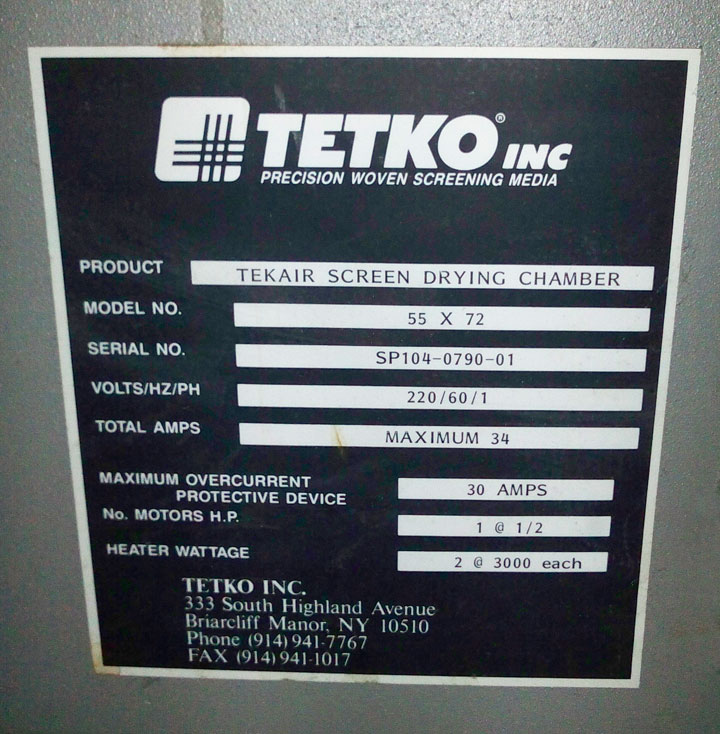 TETKO® INC
PRECISION WOVEN SCREENING MEDIA
PRODUCT TEKAIR SCREEN DRYING CHAMBER
MODEL NO. 55 X 72
SERIAL NO. SP104-0790-01
VOLTS/HZ/PH 220/60/1
TOTAL AMPS MAXIMUM 34
MAXIMUM OVERCURRENT
PROTECTIVE DEVICE 30 AMPS
No. MOTORS H.P. 1 @ 1/2
HEATER WATTAGE 2 @ 3000 each
TETKO INC.
333 South Highland Avenue
Briarcliff Manor, NY 10510
Phone (914) 941-7767
FAX (914) 941-1017